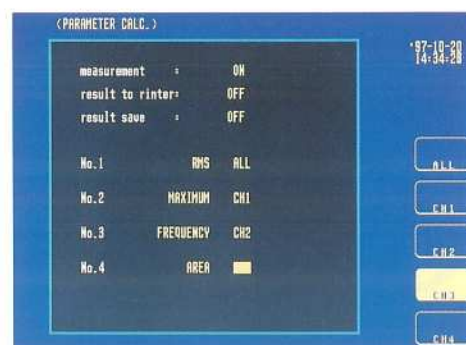 (PARAMETER CALC.)
'97-10-20
14:34:28
measurement : ON
result to rinter: OFF
result save : OFF
No.1 RMS ALL
No.2 MAXIMUM CH1
No.3 FREQUENCY CH2
No.4 AREA
ALL
CH1
CH2
CH3
CH4